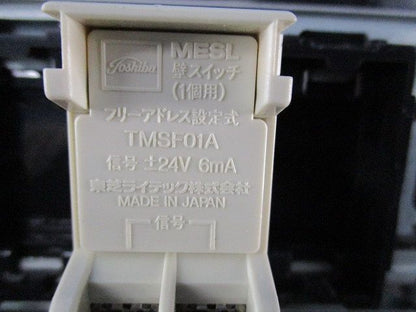 Toshiba
MESL
壁スイッチ
(1個用)
フリーアドレス設定式
TMSF01A
信号 ±24V 6mA
東芝ライテック株式会社
MADE IN JAPAN
信号